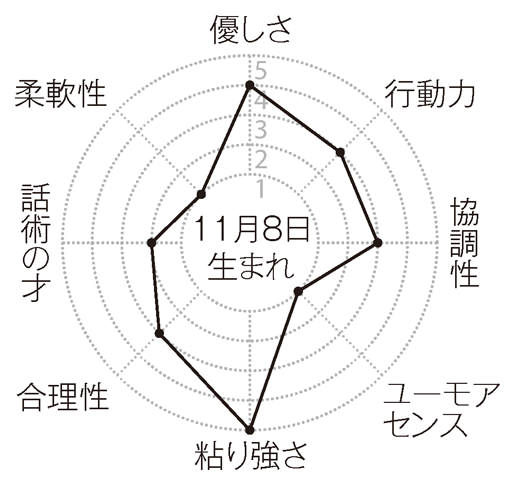 優しさ
行動力
協調性
ユーモア
センス
粘り強さ
合理性
話術の才
柔軟性
5
4
3
2
1
11月8日
生まれ